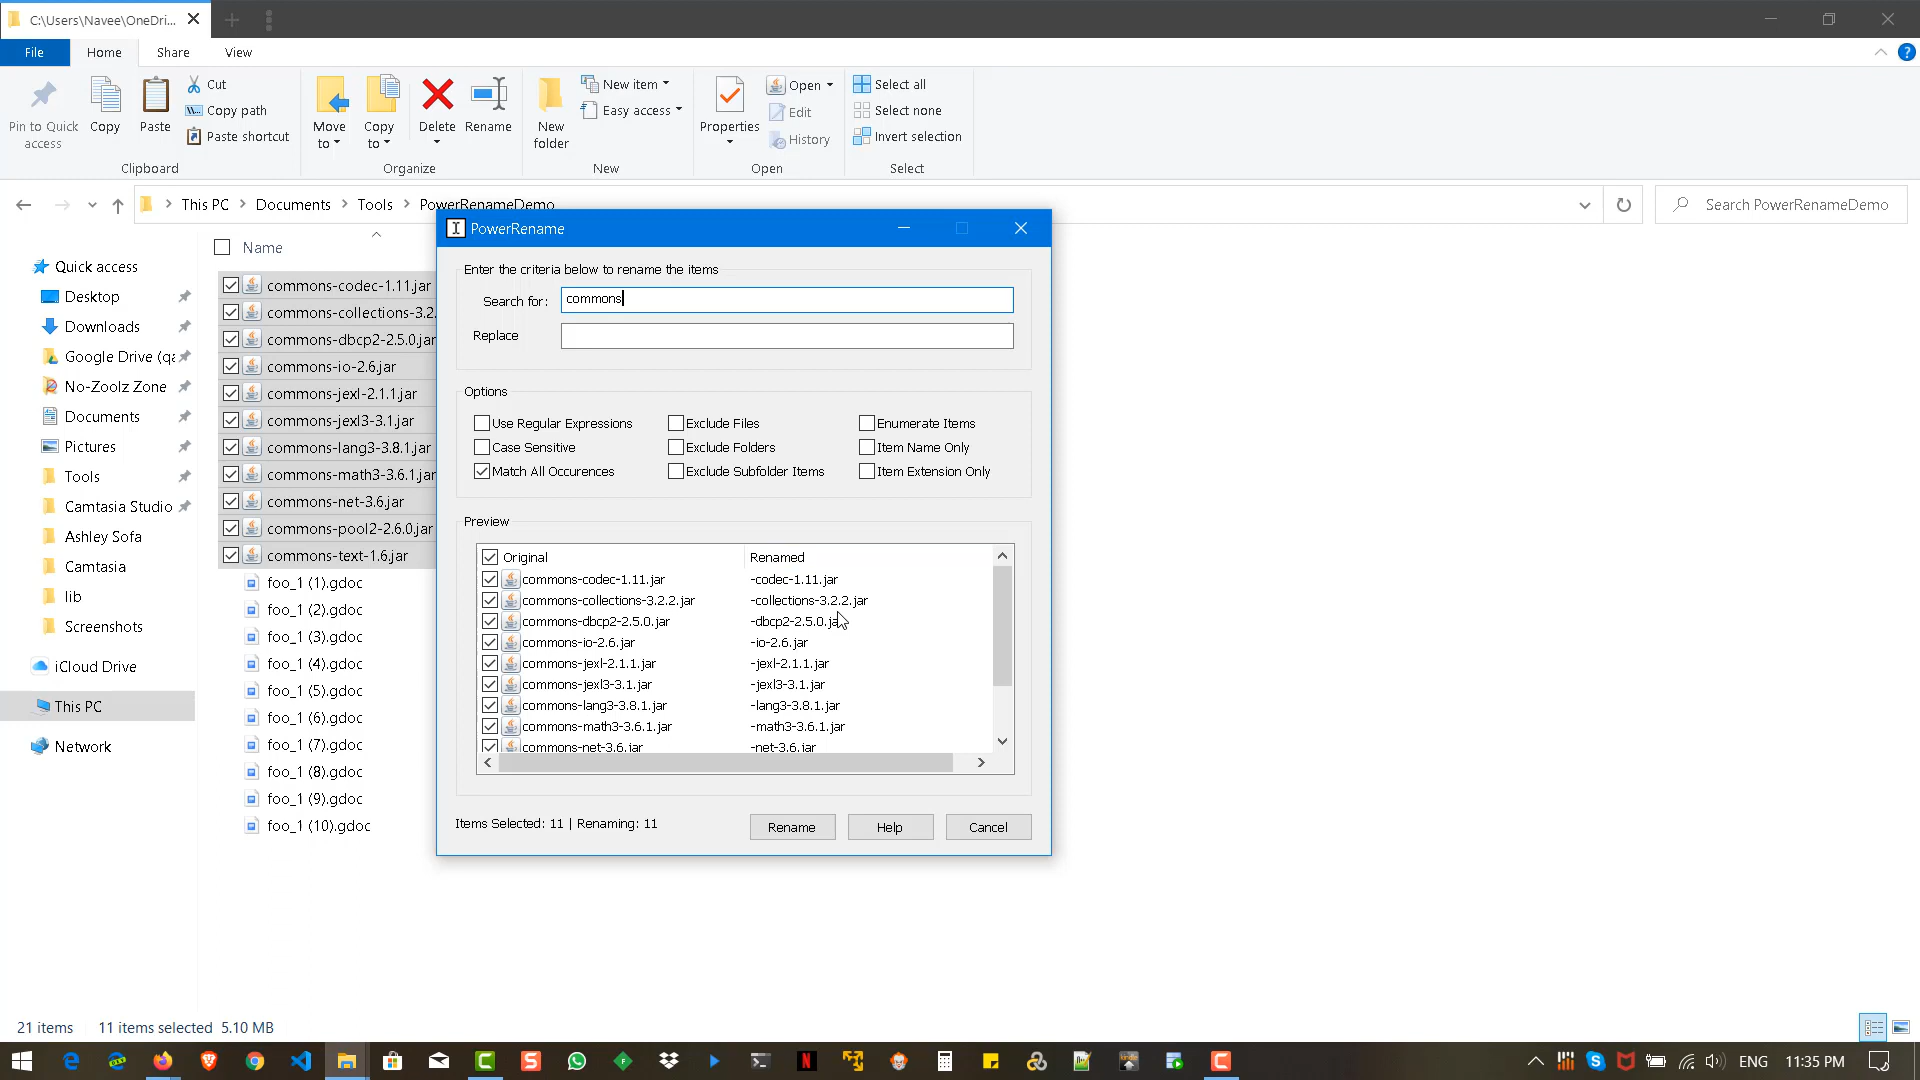 C:\Users\Navee\OneDri...
File
Home
Share
View
Pin to Quick access
Copy
Paste
Cut
Copy path
Paste shortcut
Clipboard
Move to
Copy to
Delete
Rename
Organize
New folder
New item
Easy access
New
Properties
Open
Edit
History
Open
Select all
Select none
Invert selection
Select
This PC
Documents
Tools
PowerRenameDemo
Search PowerRenameDemo
Quick access
Desktop
Downloads
Google Drive (qa
No-Zoolz Zone
Documents
Pictures
Tools
Camtasia Studio
Ashley Sofa
Camtasia
lib
Screenshots
iCloud Drive
This PC
Network
Name
commons-codec-1.11.jar
commons-collections-3.2.
commons-dbcp2-2.5.0.jar
commons-io-2.6.jar
commons-jexl-2.1.1.jar
commons-jexl3-3.1.jar
commons-lang3-3.8.1.jar
commons-math3-3.6.1.jar
commons-net-3.6.jar
commons-pool2-2.6.0.jar
commons-text-1.6.jar
foo_1 (1).gdoc
foo_1 (2).gdoc
foo_1 (3).gdoc
foo_1 (4).gdoc
foo_1 (5).gdoc
foo_1 (6).gdoc
foo_1 (7).gdoc
foo_1 (8).gdoc
foo_1 (9).gdoc
foo_1 (10).gdoc
PowerRename
Enter the criteria below to rename the items
Search for: commons
Replace
Options
Use Regular Expressions
Exclude Files
Enumerate Items
Case Sensitive
Exclude Folders
Item Name Only
Match All Occurences
Exclude Subfolder Items
Item Extension Only
Preview
Original Renamed
commons-codec-1.11.jar -codec-1.11.jar
commons-collections-3.2.2.jar -collections-3.2.2.jar
commons-dbcp2-2.5.0.jar -dbcp2-2.5.0.jar
commons-io-2.6.jar -io-2.6.jar
commons-jexl-2.1.1.jar -jexl-2.1.1.jar
commons-jexl3-3.1.jar -jexl3-3.1.jar
commons-lang3-3.8.1.jar -lang3-3.8.1.jar
commons-math3-3.6.1.jar -math3-3.6.1.jar
commons-net-3.6.jar -net-3.6.jar
Items Selected: 11 | Renaming: 11
Rename
Help
Cancel
21 items 11 items selected 5.10 MB
ENG
11:35 PM